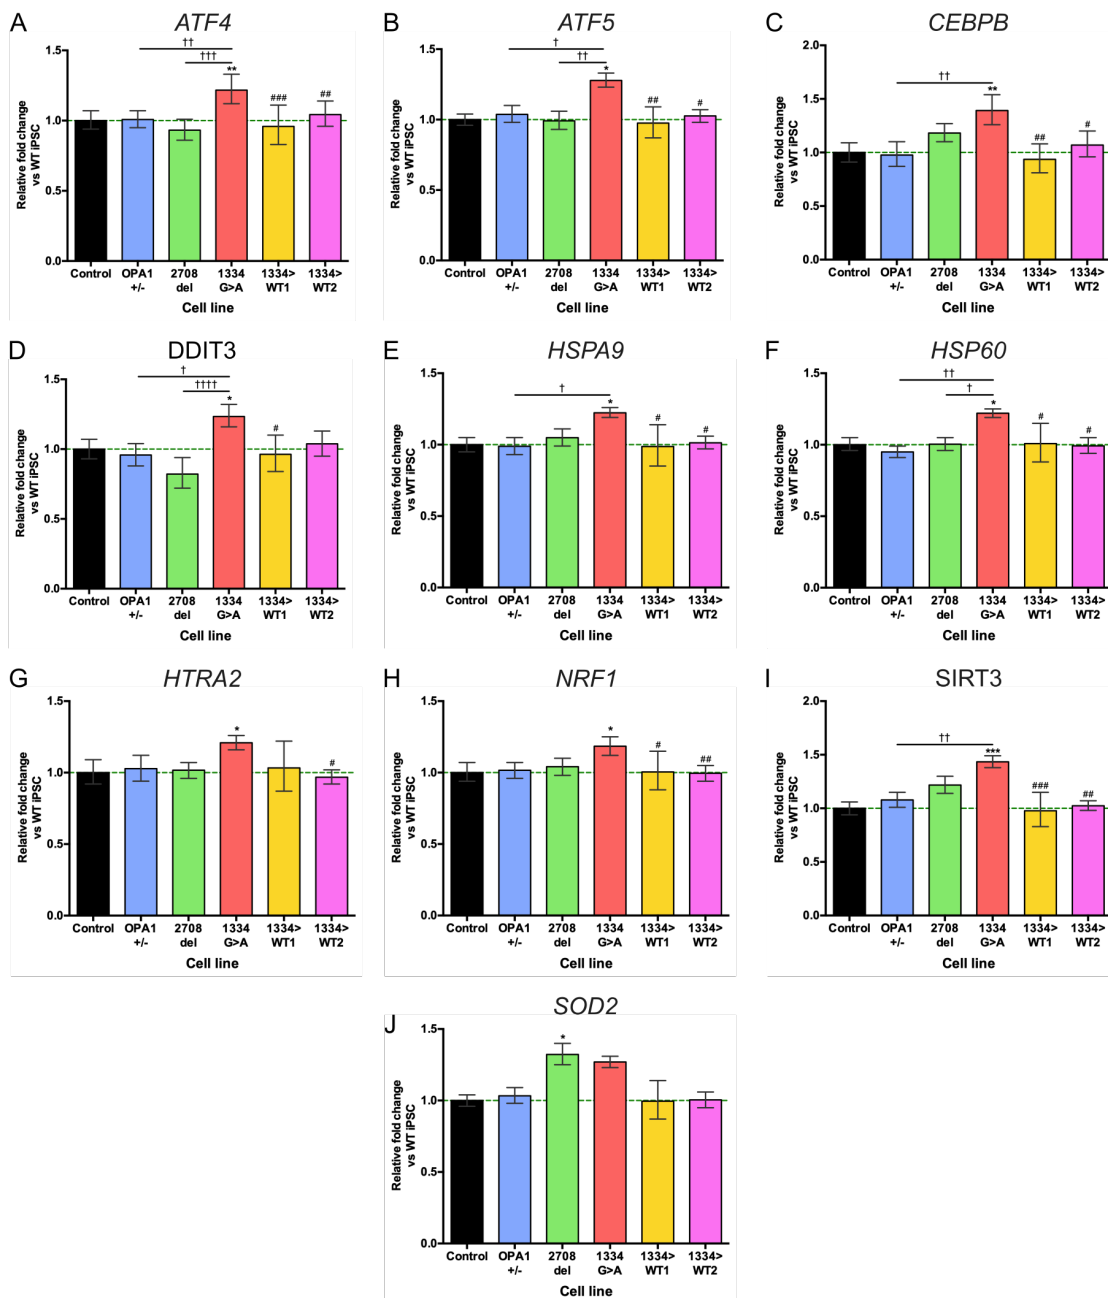 A
ATF4
1.5
1.0
0.5
0.0
Relative fold change
vs WT iPSC
††
†††
**
###
##
Control
OPA1
+/-
2708
del
1334
G>A
1334>
WT1
1334>
WT2
Cell line
B
ATF5
1.5
1.0
0.5
0.0
Relative fold change
vs WT iPSC
†
††
*
##
#
Control
OPA1
+/-
2708
del
1334
G>A
1334>
WT1
1334>
WT2
Cell line
C
CEBPB
2.0
1.5
1.0
0.5
0.0
Relative fold change
vs WT iPSC
††
**
##
#
Control
OPA1
+/-
2708
del
1334
G>A
1334>
WT1
1334>
WT2
Cell line
D
DDIT3
1.5
1.0
0.5
0.0
Relative fold change
vs WT iPSC
†
††††
*
#
Control
OPA1
+/-
2708
del
1334
G>A
1334>
WT1
1334>
WT2
Cell line
E
HSPA9
1.5
1.0
0.5
0.0
Relative fold change
vs WT iPSC
†
*
#
#
Control
OPA1
+/-
2708
del
1334
G>A
1334>
WT1
1334>
WT2
Cell line
F
HSP60
1.5
1.0
0.5
0.0
Relative fold change
vs WT iPSC
††
†
*
#
#
Control
OPA1
+/-
2708
del
1334
G>A
1334>
WT1
1334>
WT2
Cell line
G
HTRA2
1.5
1.0
0.5
0.0
Relative fold change
vs WT iPSC
*
#
Control
OPA1
+/-
2708
del
1334
G>A
1334>
WT1
1334>
WT2
Cell line
H
NRF1
1.5
1.0
0.5
0.0
Relative fold change
vs WT iPSC
*
#
##
Control
OPA1
+/-
2708
del
1334
G>A
1334>
WT1
1334>
WT2
Cell line
I
SIRT3
2.0
1.5
1.0
0.5
0.0
Relative fold change
vs WT iPSC
††
***
###
##
Control
OPA1
+/-
2708
del
1334
G>A
1334>
WT1
1334>
WT2
Cell line
J
SOD2
1.5
1.0
0.5
0.0
Relative fold change
vs WT iPSC
*
Control
OPA1
+/-
2708
del
1334
G>A
1334>
WT1
1334>
WT2
Cell line